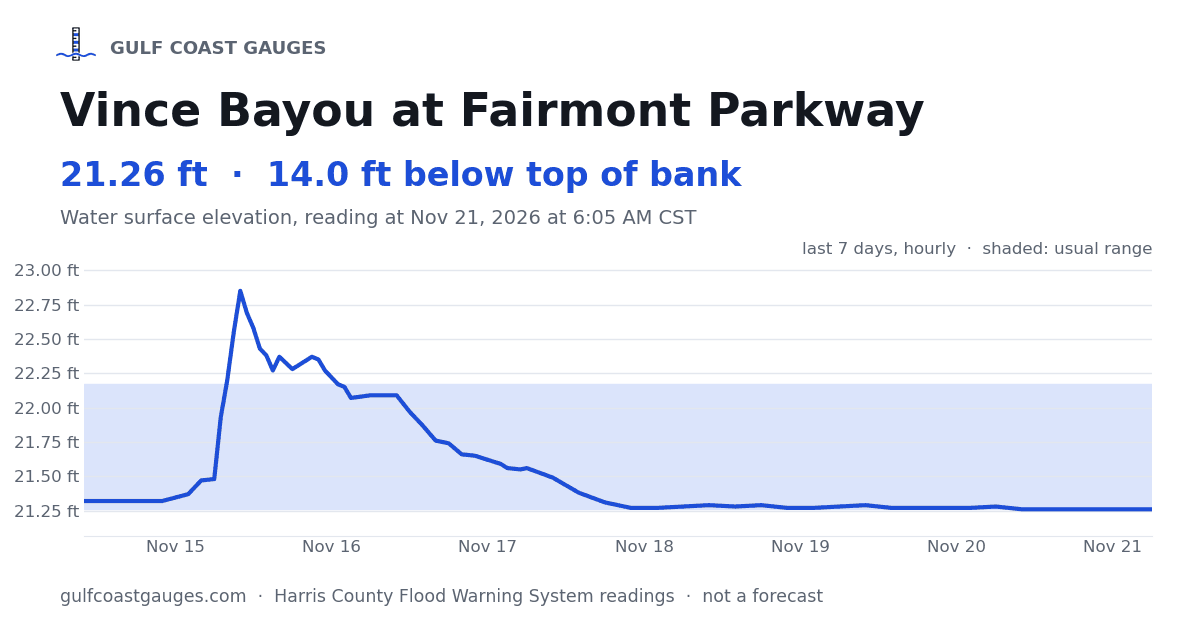 GULF COAST GAUGES
Vince Bayou at Fairmont Parkway
21.26 ft · 14.0 ft below top of bank
Water surface elevation, reading at Nov 21, 2026 at 6:05 AM CST
last 7 days, hourly · shaded: usual range
23.00 ft
22.75 ft
22.50 ft
22.25 ft
22.00 ft
21.75 ft
21.50 ft
21.25 ft
Nov 15 Nov 16 Nov 17 Nov 18 Nov 19 Nov 20 Nov 21
gulfcoastgauges.com · Harris County Flood Warning System readings · not a forecast